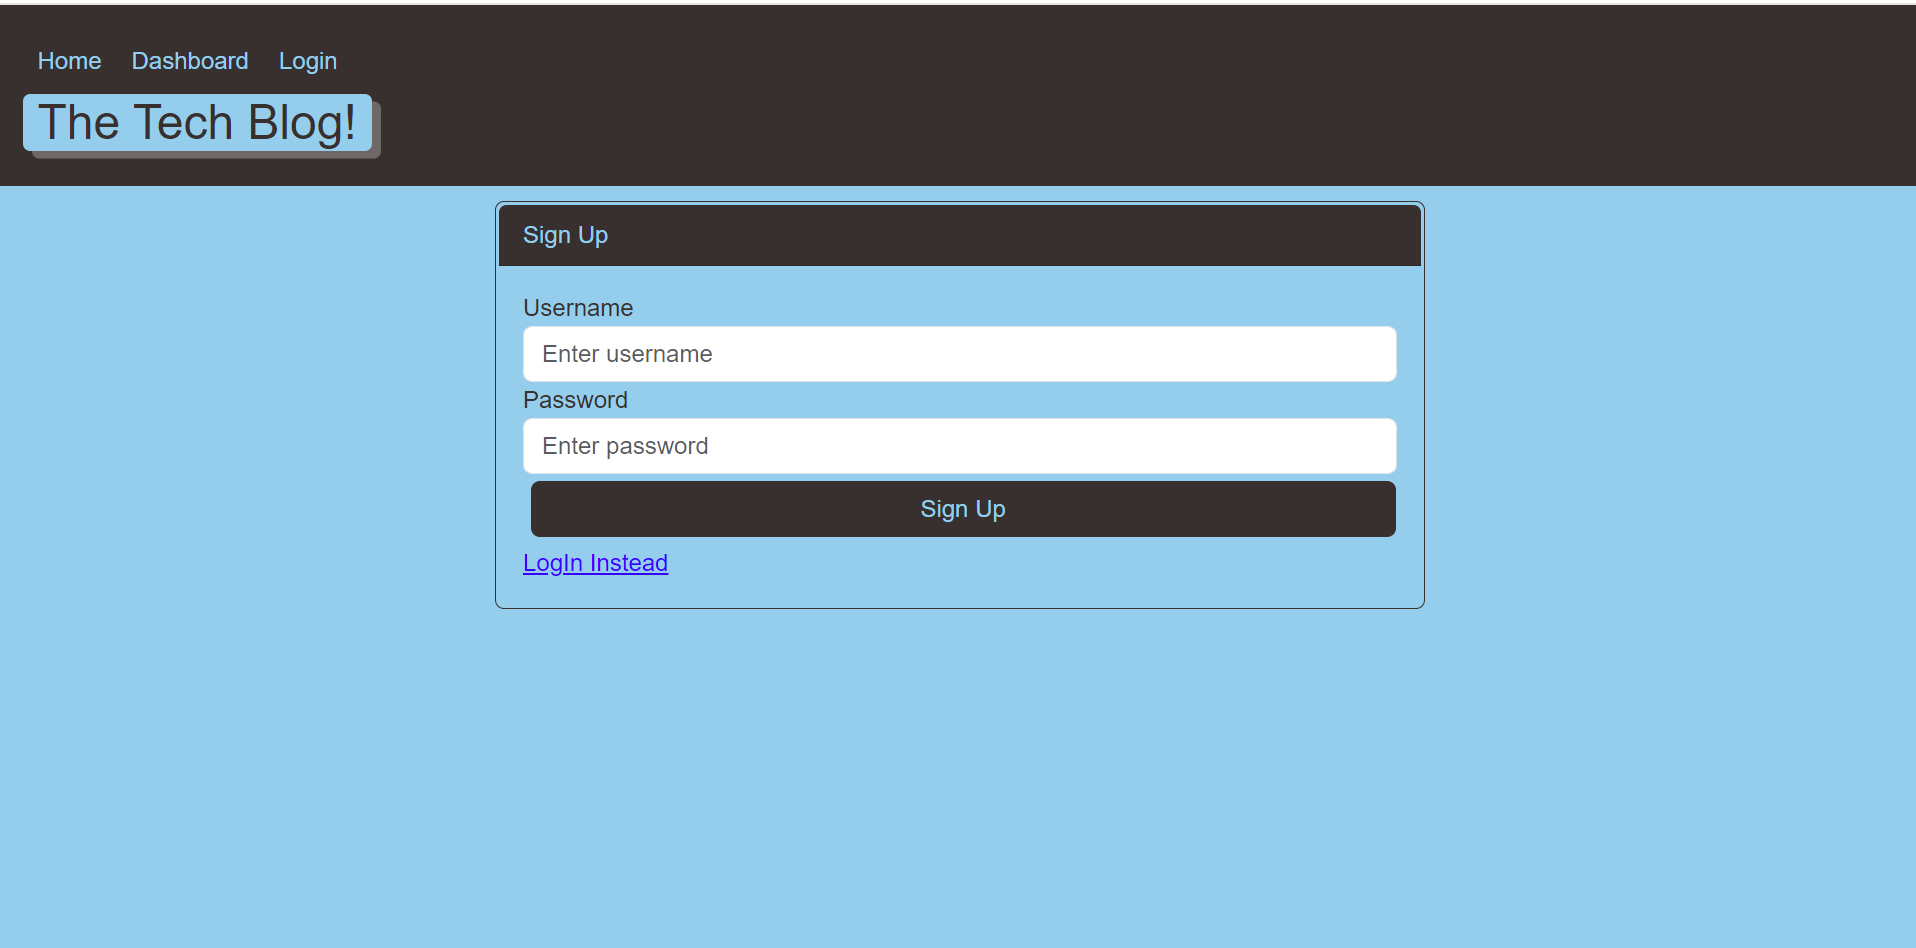 Home Dashboard Login
The Tech Blog!
Sign Up
Username
Enter username
Password
Enter password
Sign Up
LogIn Instead